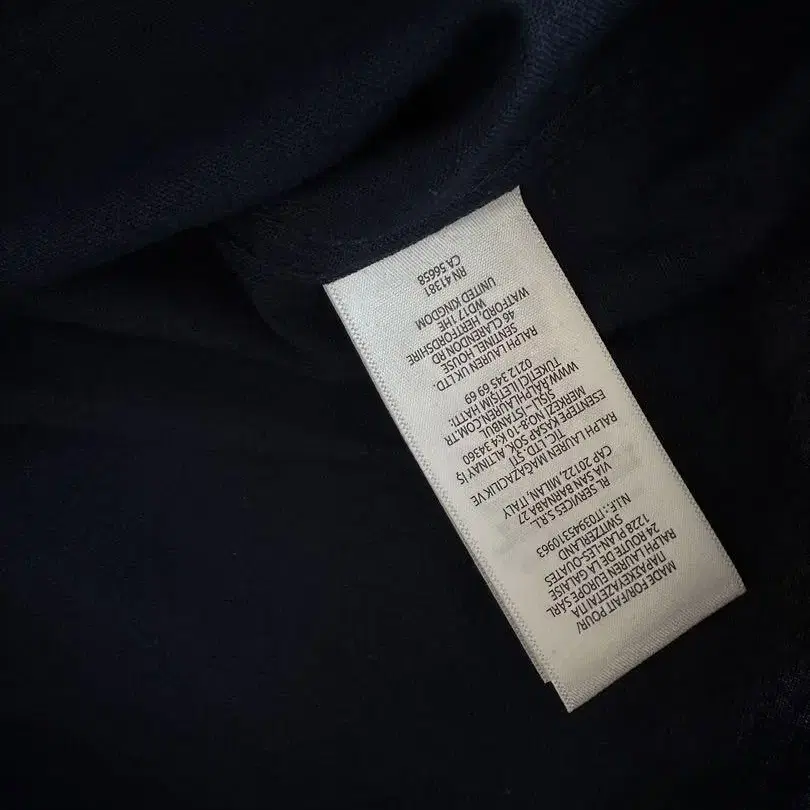 MADE FOR/FAIT POUR/
ΠΑΡΑΣΚΕΥΑΖΕΤΑΙ ΓΙΑ
RALPH LAUREN EUROPE SÀRL
24 ROUTE DE LA GALAISE
1228 PLAN-LES-OUATES
SWITZERLAND
N.I.F.: IT03945310963
RL SERVICES S.R.L.
VIA SAN BARNABA 27
CAP 20122, MILAN, ITALY
RALPH LAUREN MAGAZACILIK VE
TIC LTD. ŞTİ
ESENTEPE KASAP SOK. ALTINAY İŞ
MERKEZİ NO8-10 K.4 34360
ŞİŞLİ – İSTANBUL
WWW.RALPHLAUREN.COM.TR
TÜKETİCİ İLETİŞİM HATTI:
0212 345 69 69
RALPH LAUREN UK LTD.
SENTINEL HOUSE
46 CLARENDON RD
WATFORD, HERTFORDSHIRE
WD17 1HE
UNITED KINGDOM
RN 41381
CA 56658